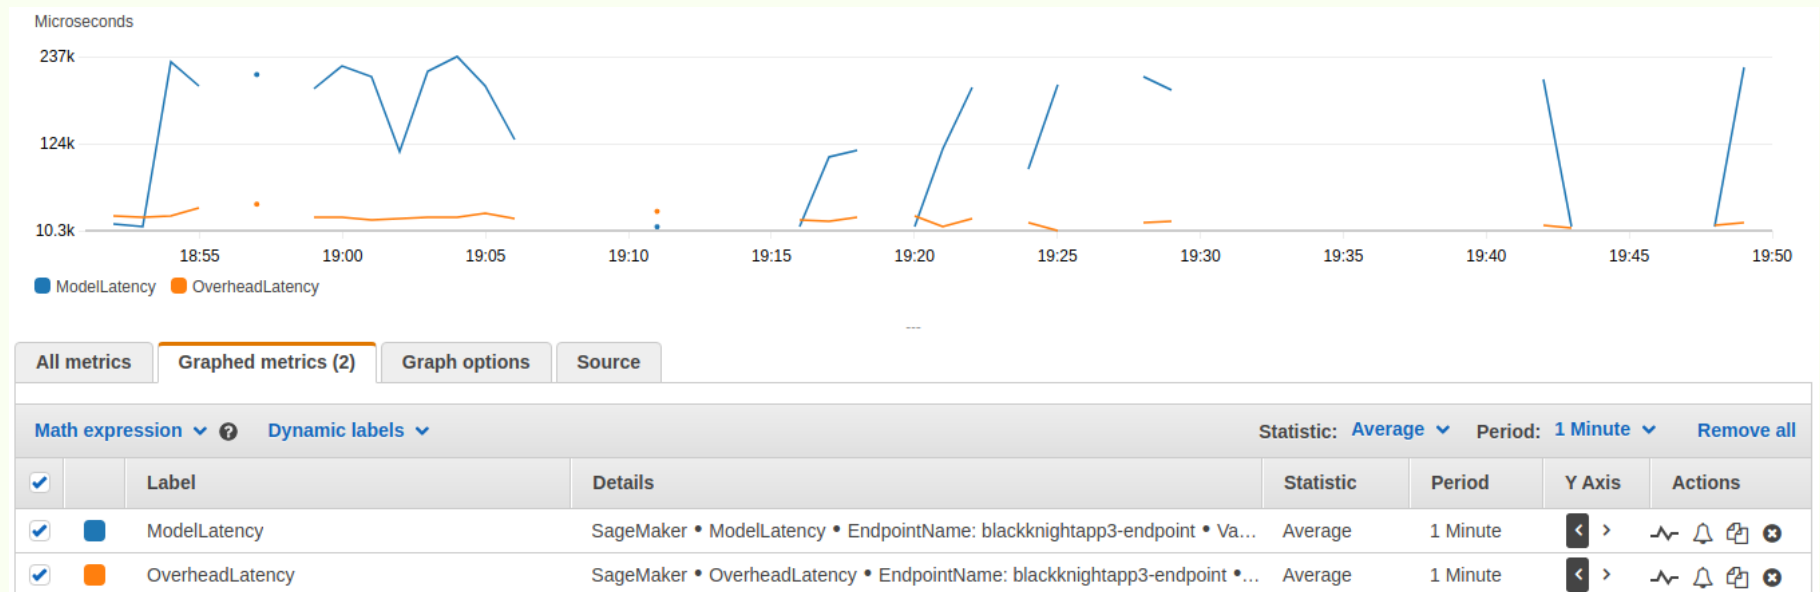 Microseconds
237k
124k
10.3k
18:55 19:00 19:05 19:10 19:15 19:20 19:25 19:30 19:35 19:40 19:45 19:50
ModelLatency OverheadLatency
All metrics Graphed metrics (2) Graph options Source
Math expression Dynamic labels Statistic: Average Period: 1 Minute Remove all
Label Details Statistic Period Y Axis Actions
ModelLatency SageMaker • ModelLatency • EndpointName: blackknightapp3-endpoint • Va... Average 1 Minute < >
OverheadLatency SageMaker • OverheadLatency • EndpointName: blackknightapp3-endpoint •... Average 1 Minute < >